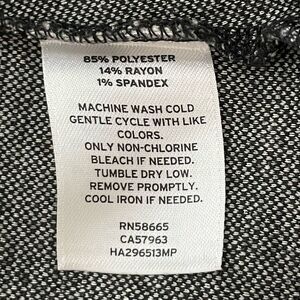 85% POLYESTER
14% RAYON
1% SPANDEX
MACHINE WASH COLD
GENTLE CYCLE WITH LIKE
COLORS.
ONLY NON-CHLORINE
BLEACH IF NEEDED.
TUMBLE DRY LOW.
REMOVE PROMPTLY.
COOL IRON IF NEEDED.
RN58665
CA57963
HA296513MP